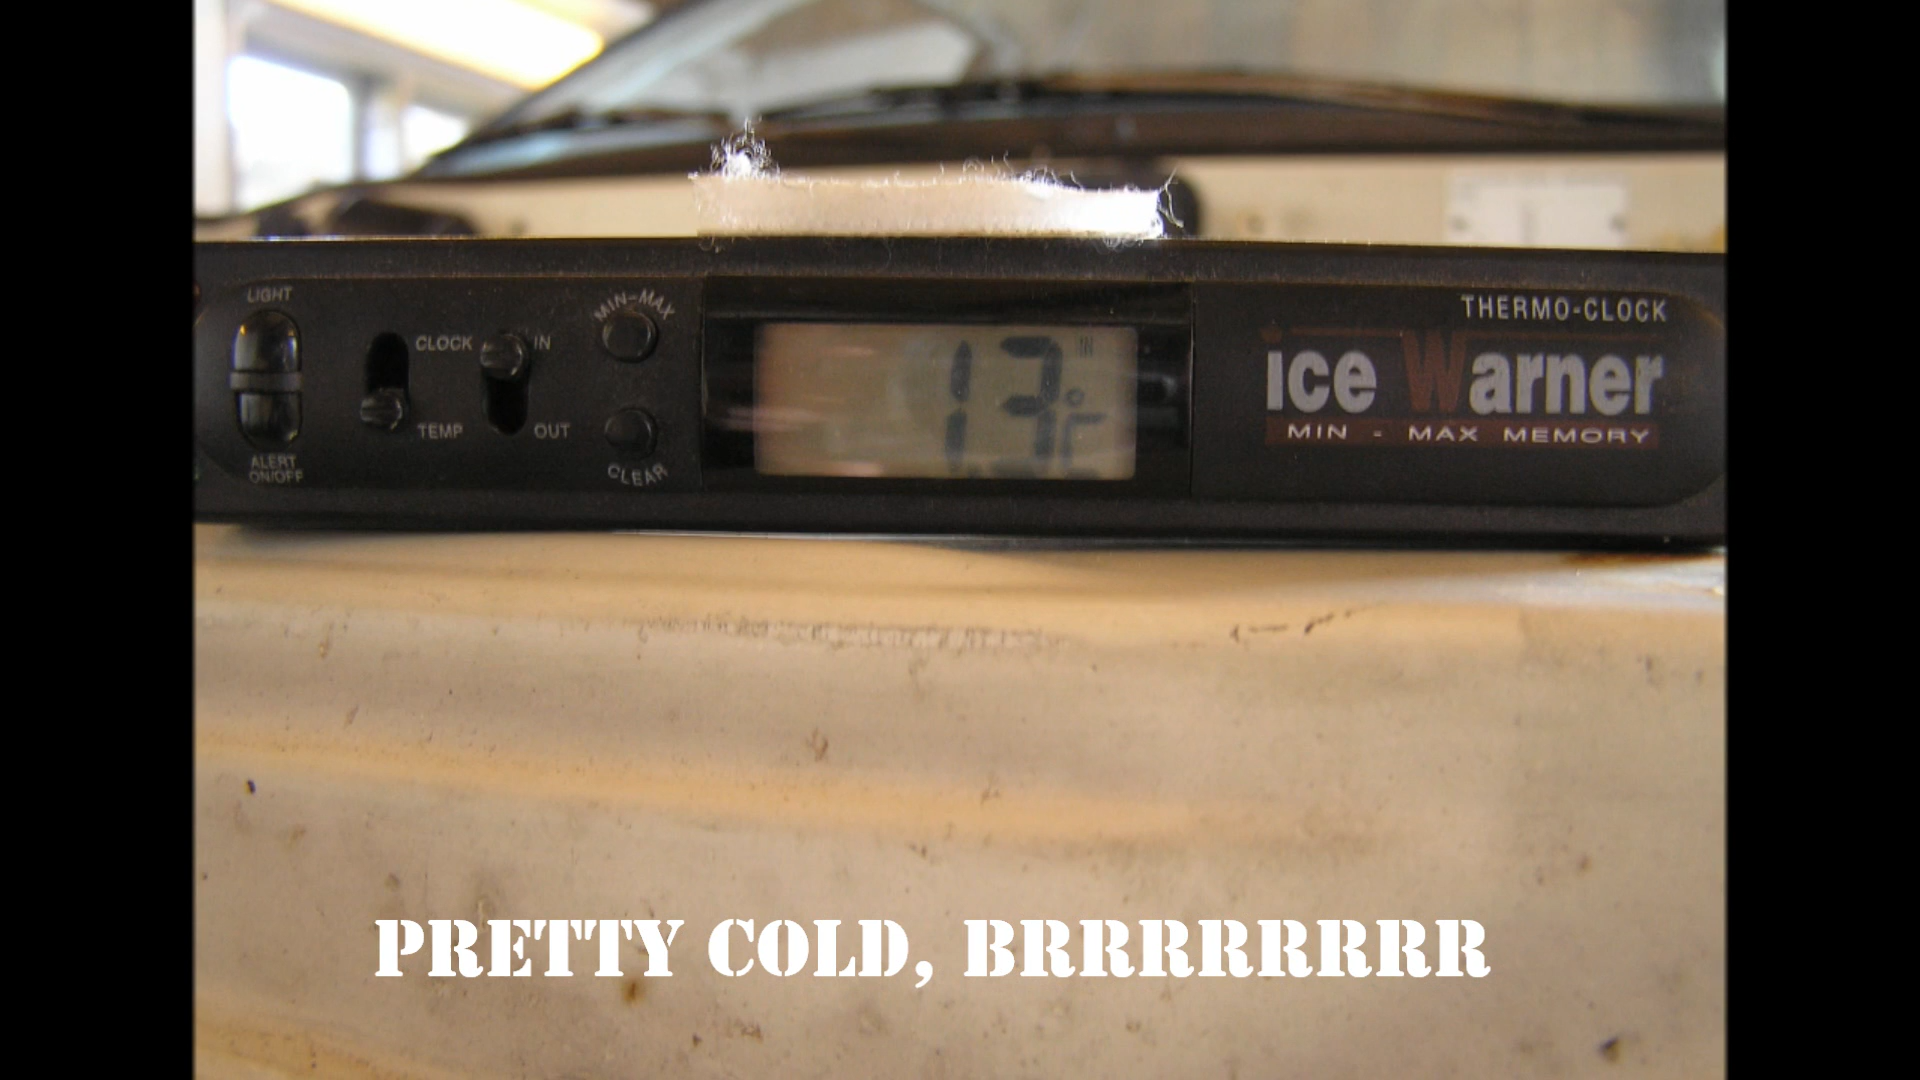 LIGHT
ALERT
ON/OFF
CLOCK
TEMP
IN
OUT
MIN-MAX
CLEAR
IN
13°C
THERMO-CLOCK
ice Warner
MIN - MAX MEMORY
PRETTY COLD, BRRRRRRRRR